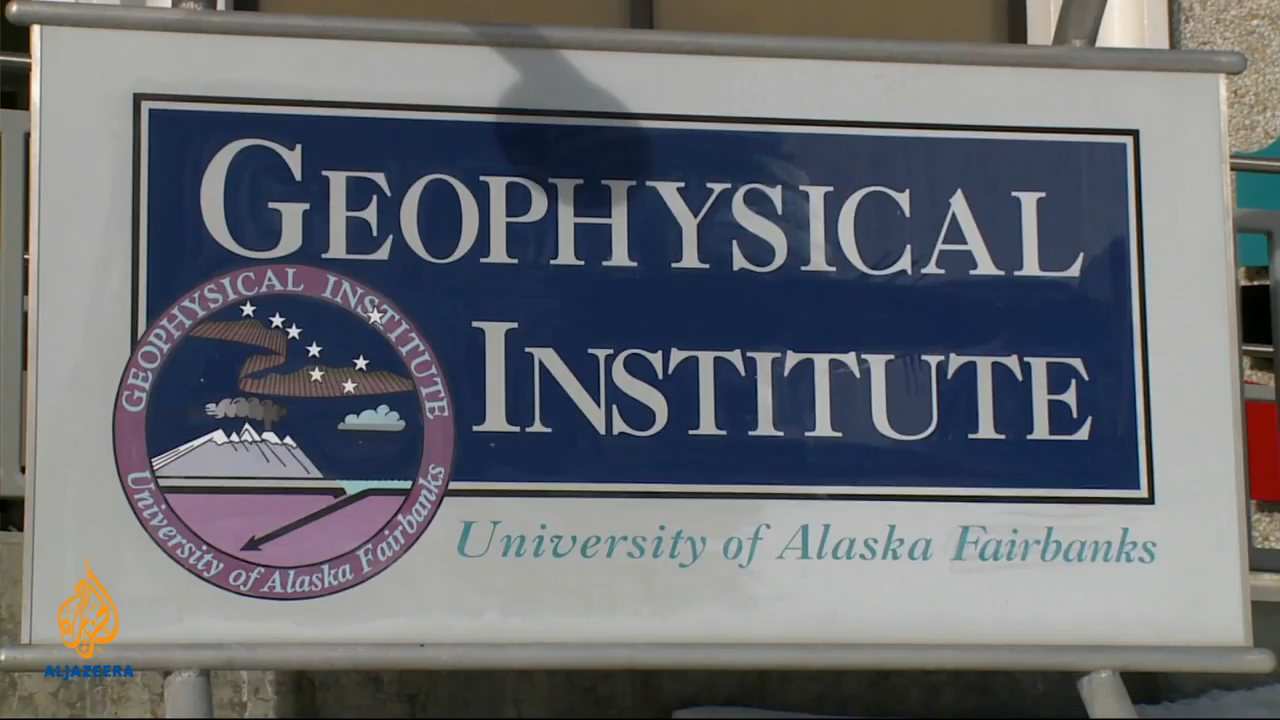 GEOPHYSICAL
INSTITUTE
University of Alaska Fairbanks
GEOPHYSICAL INSTITUTE
University of Alaska Fairbanks
ALJAZEERA